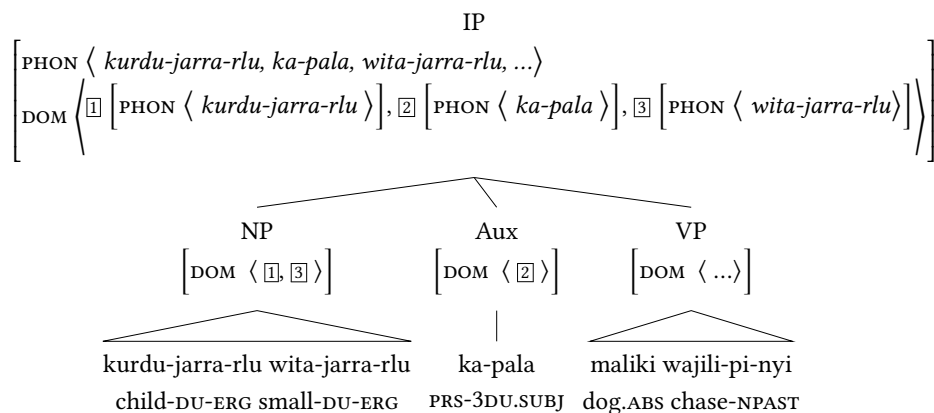 IP
PHON ⟨ kurdu-jarra-rlu, ka-pala, wita-jarra-rlu, ...⟩
DOM ⟨ 1 [PHON ⟨ kurdu-jarra-rlu ⟩], 2 [PHON ⟨ ka-pala ⟩], 3 [PHON ⟨ wita-jarra-rlu⟩] ⟩
NP Aux VP
[DOM ⟨ 1, 3 ⟩] [DOM ⟨ 2 ⟩] [DOM ⟨ ...⟩]
kurdu-jarra-rlu wita-jarra-rlu ka-pala maliki wajili-pi-nyi
child-DU-ERG small-DU-ERG PRS-3DU.SUBJ dog.ABS chase-NPAST